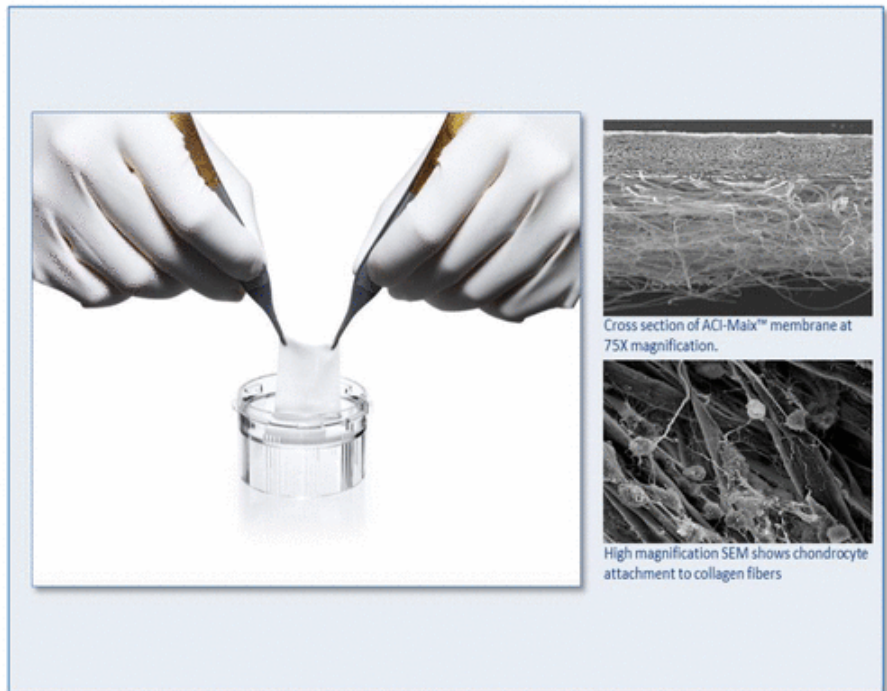 Cross section of ACI-Maix™ membrane at
75X magnification.
High magnification SEM shows chondrocyte
attachment to collagen fibers